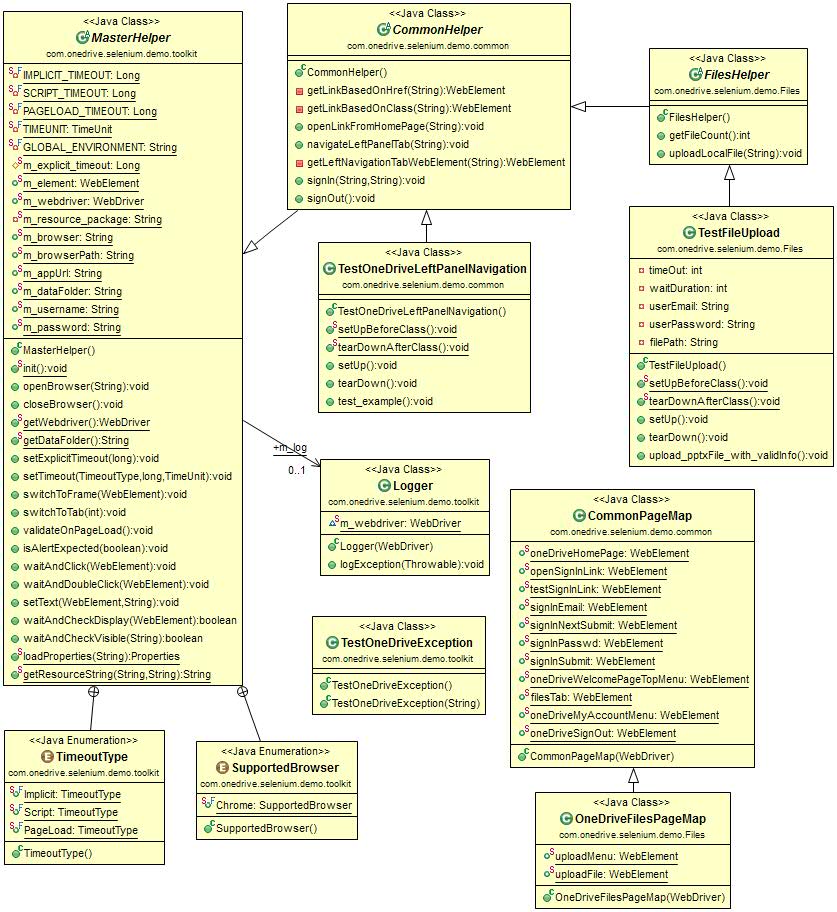 <<Java Class>>
MasterHelper
com.onedrive.selenium.demo.toolkit
IMPLICIT_TIMEOUT: Long
SCRIPT_TIMEOUT: Long
PAGELOAD_TIMEOUT: Long
TIMEUNIT: TimeUnit
GLOBAL_ENVIRONMENT: String
m_explicit_timeout: Long
m_element: WebElement
m_webdriver: WebDriver
m_resource_package: String
m_browser: String
m_browserPath: String
m_appUrl: String
m_dataFolder: String
m_username: String
m_password: String
MasterHelper()
init():void
openBrowser(String):void
closeBrowser():void
getWebdriver():WebDriver
getDataFolder():String
setExplicitTimeout(long):void
setTimeout(TimeoutType,long,TimeUnit):void
switchToFrame(WebElement):void
switchToTab(int):void
validateOnPageLoad():void
isAlertExpected(boolean):void
waitAndClick(WebElement):void
waitAndDoubleClick(WebElement):void
setText(WebElement,String):void
waitAndCheckDisplay(WebElement):boolean
waitAndCheckVisible(String):boolean
loadProperties(String):Properties
getResourceString(String,String):String
<<Java Class>>
CommonHelper
com.onedrive.selenium.demo.common
CommonHelper()
getLinkBasedOnHref(String):WebElement
getLinkBasedOnClass(String):WebElement
openLinkFromHomePage(String):void
navigateLeftPanelTab(String):void
getLeftNavigationTabWebElement(String):WebElement
signIn(String,String):void
signOut():void
<<Java Class>>
FilesHelper
com.onedrive.selenium.demo.Files
FilesHelper()
getFileCount():int
uploadLocalFile(String):void
<<Java Class>>
TestOneDriveLeftPanelNavigation
com.onedrive.selenium.demo.common
TestOneDriveLeftPanelNavigation()
setUpBeforeClass():void
tearDownAfterClass():void
setUp():void
tearDown():void
test_example():void
<<Java Class>>
TestFileUpload
com.onedrive.selenium.demo.Files
timeOut: int
waitDuration: int
userEmail: String
userPassword: String
filePath: String
TestFileUpload()
setUpBeforeClass():void
tearDownAfterClass():void
setUp():void
tearDown():void
upload_pptxFile_with_validInfo():void
+m_log
0..1
<<Java Class>>
Logger
com.onedrive.selenium.demo.toolkit
m_webdriver: WebDriver
Logger(WebDriver)
logException(Throwable):void
<<Java Class>>
CommonPageMap
com.onedrive.selenium.demo.common
oneDriveHomePage: WebElement
openSignInLink: WebElement
testSignInLink: WebElement
signInEmail: WebElement
signInNextSubmit: WebElement
signInPasswd: WebElement
signInSubmit: WebElement
oneDriveWelcomePageTopMenu: WebElement
filesTab: WebElement
oneDriveMyAccountMenu: WebElement
oneDriveSignOut: WebElement
CommonPageMap(WebDriver)
<<Java Class>>
TestOneDriveException
com.onedrive.selenium.demo.toolkit
TestOneDriveException()
TestOneDriveException(String)
<<Java Enumeration>>
TimeoutType
com.onedrive.selenium.demo.toolkit
Implicit: TimeoutType
Script: TimeoutType
PageLoad: TimeoutType
TimeoutType()
<<Java Enumeration>>
SupportedBrowser
com.onedrive.selenium.demo.toolkit
Chrome: SupportedBrowser
SupportedBrowser()
<<Java Class>>
OneDriveFilesPageMap
com.onedrive.selenium.demo.Files
uploadMenu: WebElement
uploadFile: WebElement
OneDriveFilesPageMap(WebDriver)